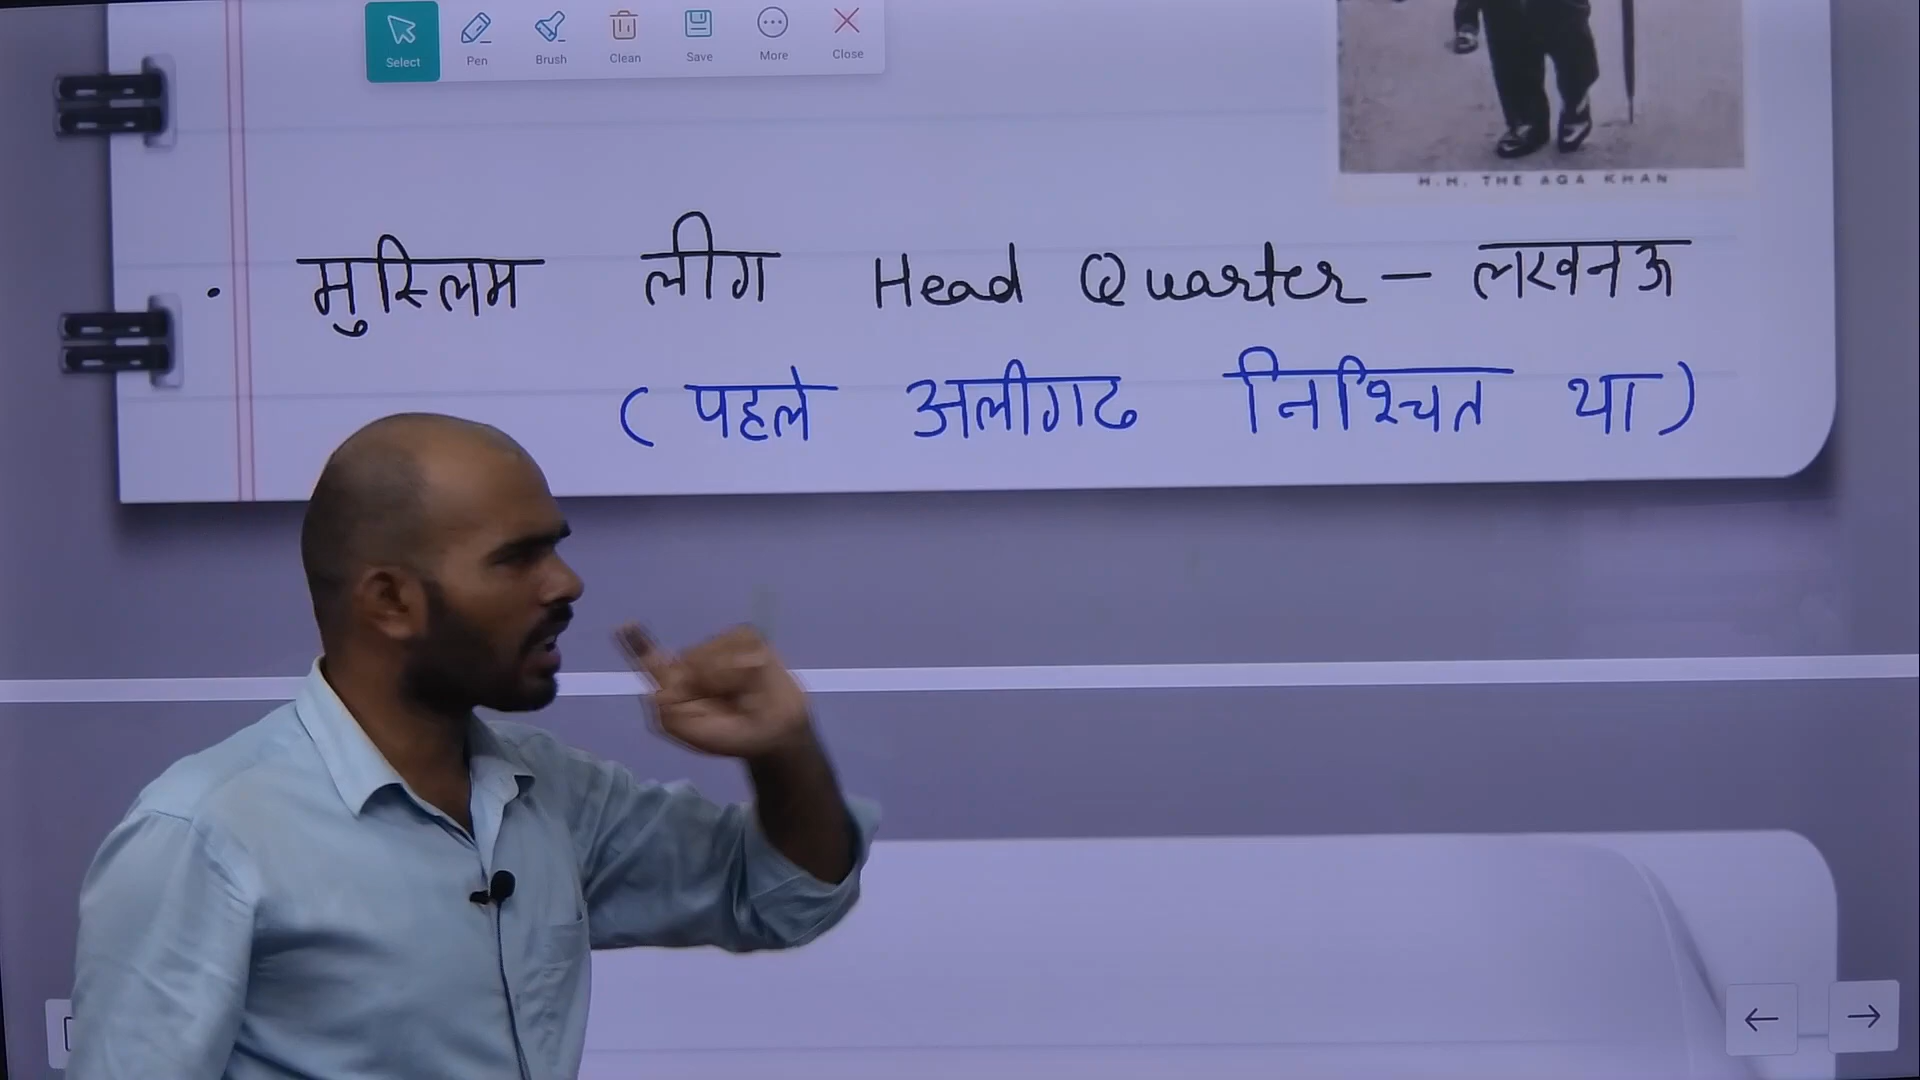 Select Pen Brush Clean Save More Close
H.H. THE AGA KHAN
• मुस्लिम लीग Head Quarter – लखनऊ
( पहले अलीगढ निश्चित था )